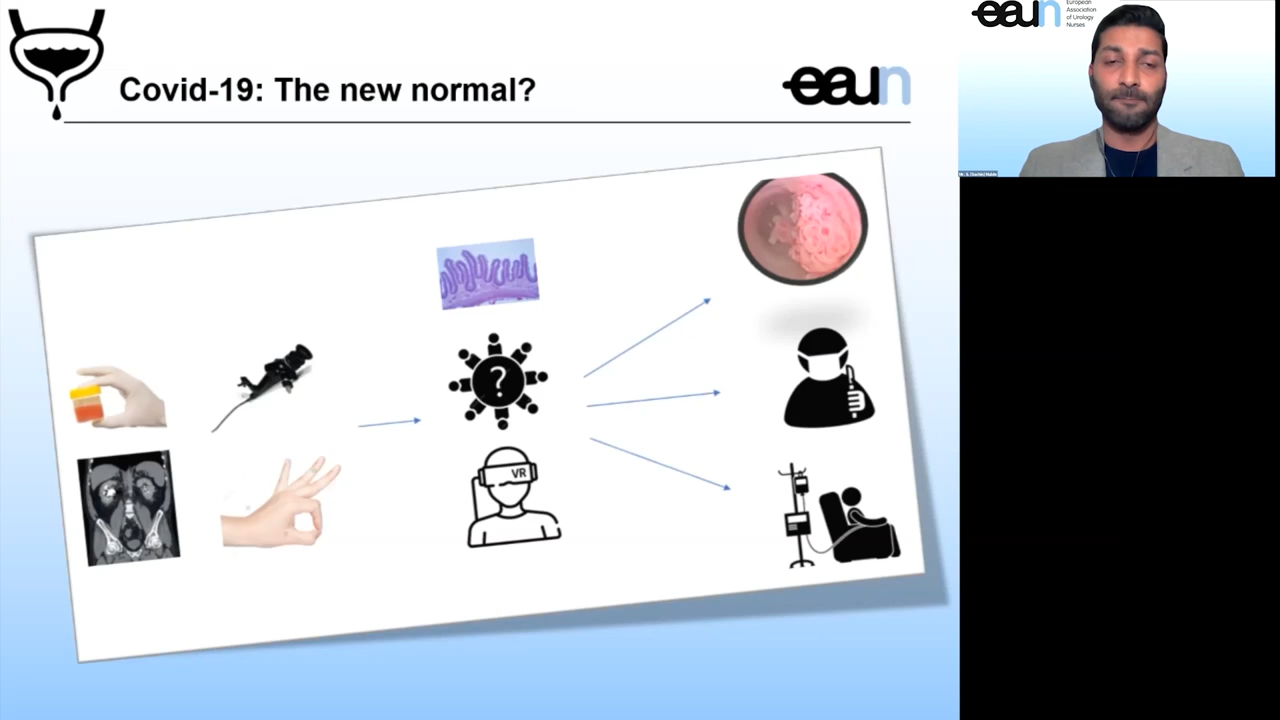 Covid-19: The new normal?
eaun
?
VR
eaun
European
Association
of Urology
Nurses